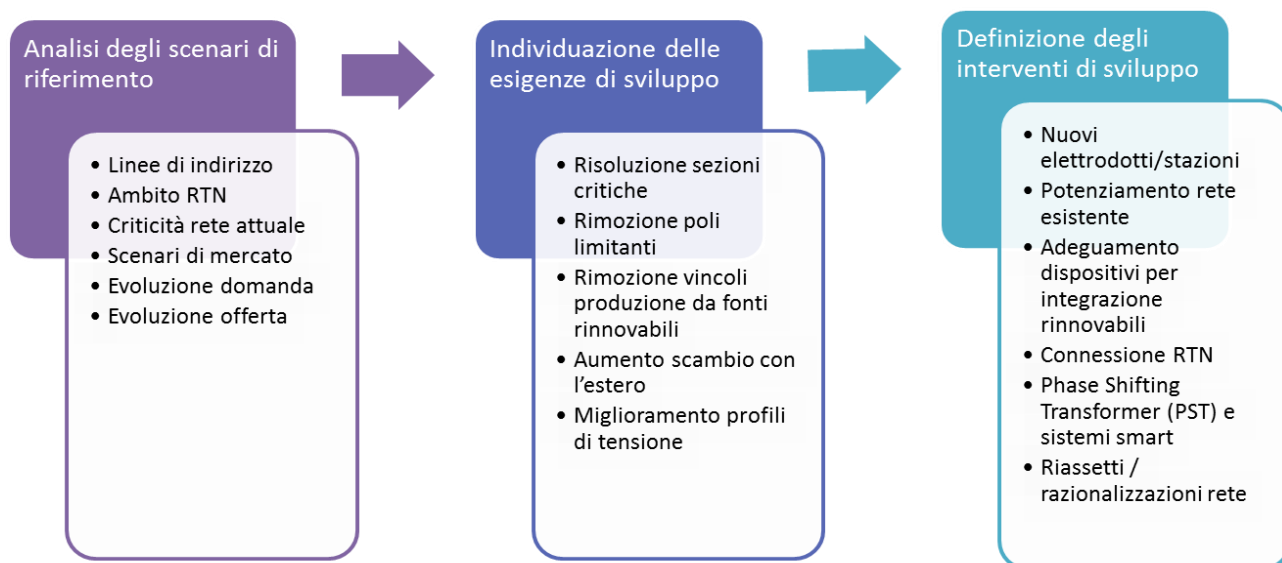 Analisi degli scenari di
riferimento
• Linee di indirizzo
• Ambito RTN
• Criticità rete attuale
• Scenari di mercato
• Evoluzione domanda
• Evoluzione offerta
Individuazione delle
esigenze di sviluppo
• Risoluzione sezioni
critiche
• Rimozione poli
limitanti
• Rimozione vincoli
produzione da fonti
rinnovabili
• Aumento scambio con
l’estero
• Miglioramento profili
di tensione
Definizione degli
interventi di sviluppo
• Nuovi
elettrodotti/stazioni
• Potenziamento rete
esistente
• Adeguamento
dispositivi per
integrazione
rinnovabili
• Connessione RTN
• Phase Shifting
Transformer (PST) e
sistemi smart
• Riassetti /
razionalizzazioni rete